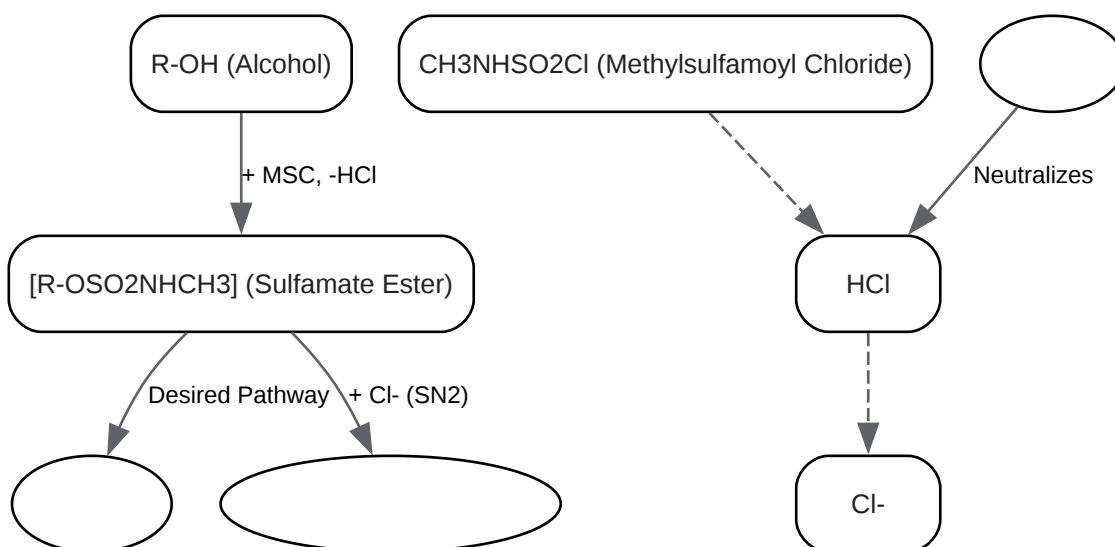 R-OH (Alcohol)
CH3NHSO2Cl (Methylsulfamoyl Chloride)
+ MSC, -HCl
Neutralizes
[R-OSO2NHCH3] (Sulfamate Ester)
HCl
Desired Pathway
+ Cl- (SN2)
Cl-